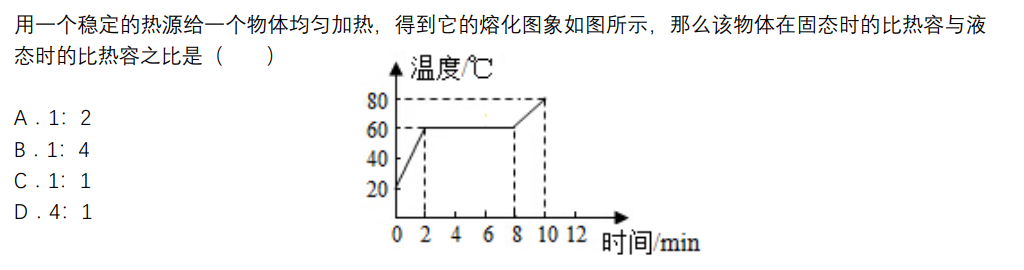 用一个稳定的热源给一个物体均匀加热，得到它的熔化图象如图所示，那么该物体在固态时的比热容与液
态时的比热容之比是（　　）
A．1：2
B．1：4
C．1：1
D．4：1
温度/℃
80
60
40
20
0 2 4 6 8 10 12 时间/min